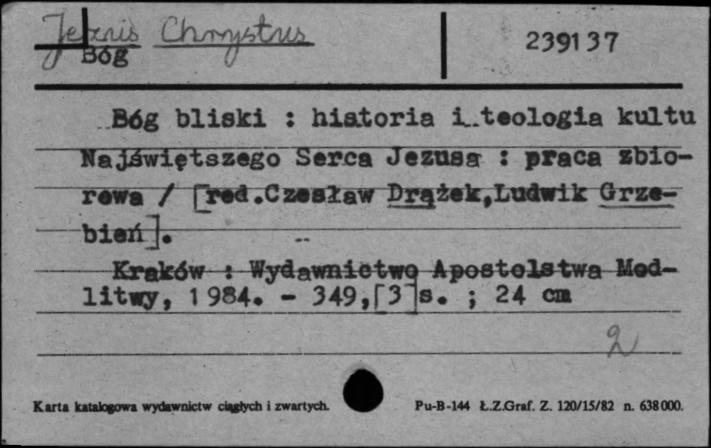 Jezus Chrystus
239137
Bóg
Bóg bliski : historia i teologia kultu
Najświętszego Serca Jezusa : praca zbio-
rowa / [red.Czesław Drążek,Ludwik Grze-
bień].
Kraków : Wydawnictwo Apostolstwa Mod-
litwy, 1984. - 349,[3]s. ; 24 cm
2
Karta katalogowa wydawnictw ciągłych i zwartych. Pu-B-144 Ł.Z.Graf. Z. 120/15/82 n. 638000.